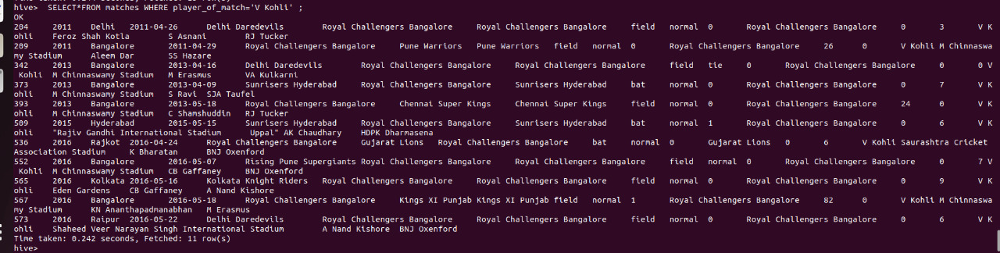 hive>  SELECT*FROM matches WHERE player_of_match='V Kohli' ;
OK
204 2011 Delhi 2011-04-26 Delhi Daredevils Royal Challengers Bangalore Royal Challengers Bangalore field normal 0 Royal Challengers Bangalore 0 3 V K
ohli Feroz Shah Kotla S Asnani RJ Tucker
209 2011 Bangalore 2011-04-29 Royal Challengers Bangalore Pune Warriors Pune Warriors field normal 0 Royal Challengers Bangalore 26 0 V Kohli M Chinnaswa
my Stadium Aleem Dar SS Hazare
342 2013 Bangalore 2013-04-16 Delhi Daredevils Royal Challengers Bangalore Royal Challengers Bangalore field tie 0 Royal Challengers Bangalore 0 0 V
Kohli M Chinnaswamy Stadium M Erasmus VA Kulkarni
373 2013 Bangalore 2013-04-09 Sunrisers Hyderabad Royal Challengers Bangalore Sunrisers Hyderabad bat normal 0 Royal Challengers Bangalore 0 7 V K
ohli M Chinnaswamy Stadium S Ravi SJA Taufel
393 2013 Bangalore 2013-05-18 Royal Challengers Bangalore Chennai Super Kings Chennai Super Kings field normal 0 Royal Challengers Bangalore 24 0 V K
ohli M Chinnaswamy Stadium C Shamshuddin RJ Tucker
509 2015 Hyderabad 2015-05-15 Sunrisers Hyderabad Royal Challengers Bangalore Sunrisers Hyderabad bat normal 1 Royal Challengers Bangalore 0 6 V K
ohli "Rajiv Gandhi International Stadium Uppal" AK Chaudhary HDPK Dharmasena
536 2016 Rajkot 2016-04-24 Royal Challengers Bangalore Gujarat Lions Royal Challengers Bangalore bat normal 0 Gujarat Lions 0 6 V Kohli Saurashtra Cricket
Association Stadium K Bharatan BNJ Oxenford
552 2016 Bangalore 2016-05-07 Rising Pune Supergiants Royal Challengers Bangalore Royal Challengers Bangalore field normal 0 Royal Challengers Bangalore 0 7 V
Kohli M Chinnaswamy Stadium CB Gaffaney BNJ Oxenford
565 2016 Kolkata 2016-05-16 Kolkata Knight Riders Royal Challengers Bangalore Royal Challengers Bangalore field normal 0 Royal Challengers Bangalore 0 9 V K
ohli Eden Gardens CB Gaffaney A Nand Kishore
567 2016 Bangalore 2016-05-18 Royal Challengers Bangalore Kings XI Punjab Kings XI Punjab field normal 1 Royal Challengers Bangalore 82 0 V Kohli M Chinnaswa
my Stadium KN Ananthapadmanabhan M Erasmus
573 2016 Raipur 2016-05-22 Delhi Daredevils Royal Challengers Bangalore Royal Challengers Bangalore field normal 0 Royal Challengers Bangalore 0 6 V K
ohli Shaheed Veer Narayan Singh International Stadium A Nand Kishore BNJ Oxenford
Time taken: 0.242 seconds, Fetched: 11 row(s)
hive>